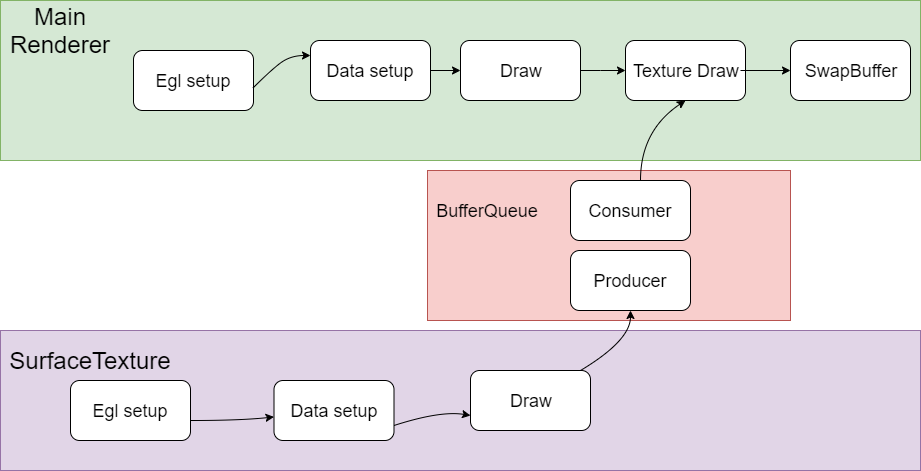 Main
Renderer
Egl setup
Data setup
Draw
Texture Draw
SwapBuffer
BufferQueue
Consumer
Producer
SurfaceTexture
Egl setup
Data setup
Draw